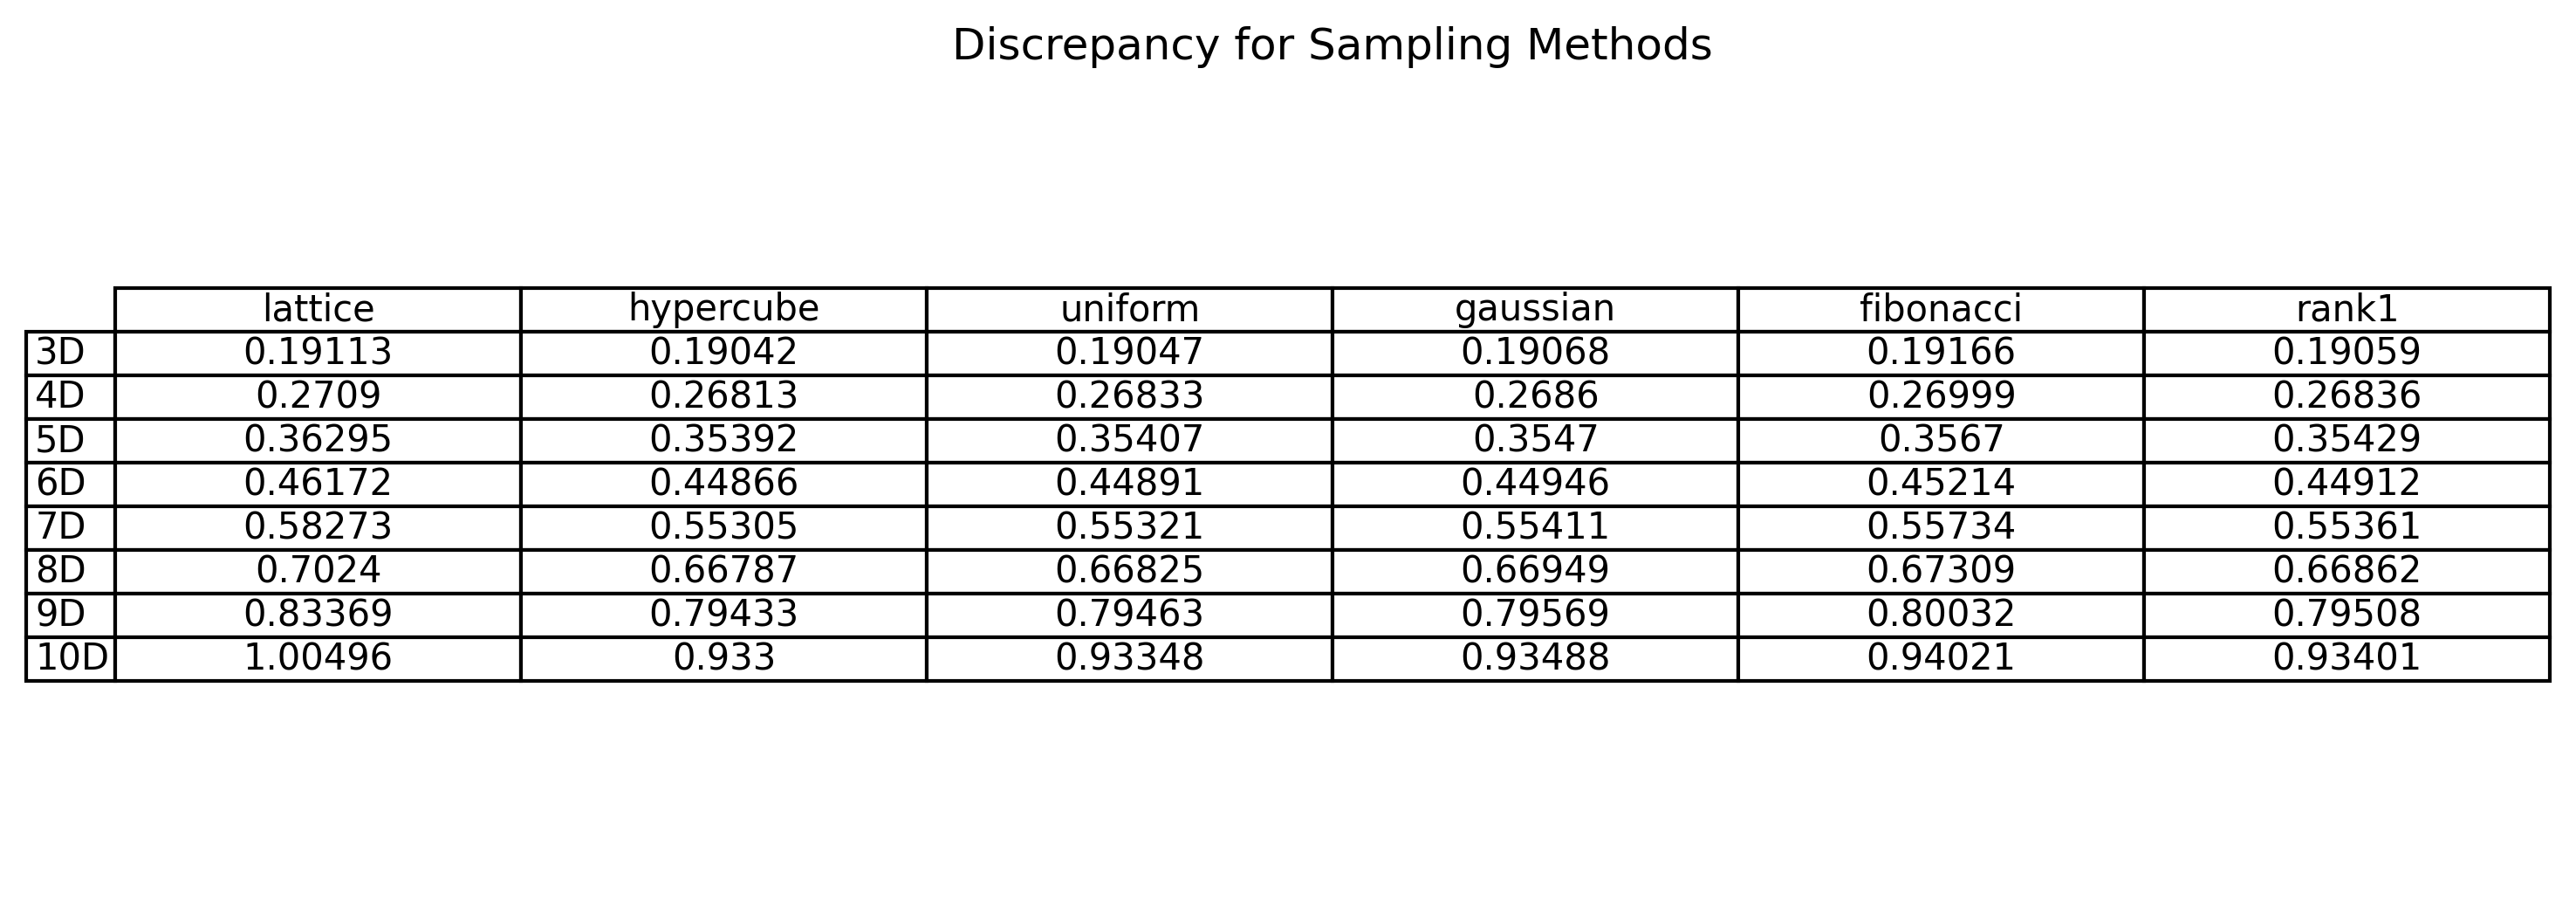 Discrepancy for Sampling Methods
lattice hypercube uniform gaussian fibonacci rank1
3D 0.19113 0.19042 0.19047 0.19068 0.19166 0.19059
4D 0.2709 0.26813 0.26833 0.2686 0.26999 0.26836
5D 0.36295 0.35392 0.35407 0.3547 0.3567 0.35429
6D 0.46172 0.44866 0.44891 0.44946 0.45214 0.44912
7D 0.58273 0.55305 0.55321 0.55411 0.55734 0.55361
8D 0.7024 0.66787 0.66825 0.66949 0.67309 0.66862
9D 0.83369 0.79433 0.79463 0.79569 0.80032 0.79508
10D 1.00496 0.933 0.93348 0.93488 0.94021 0.93401